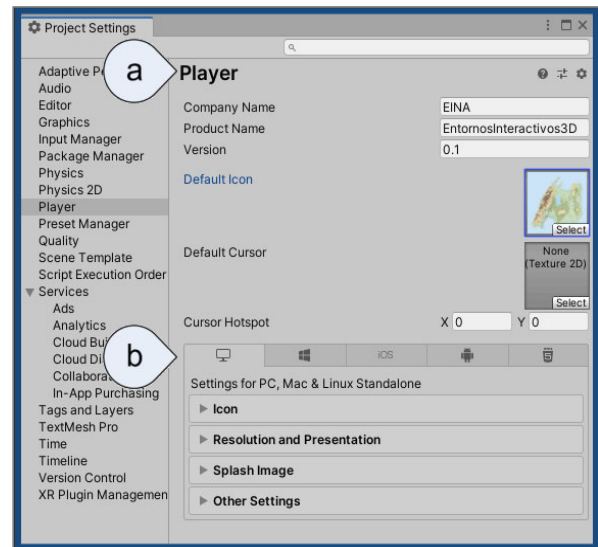 Project Settings
a
Adaptive Pe
Audio
Editor
Graphics
Input Manager
Package Manager
Physics
Physics 2D
Player
Preset Manager
Quality
Scene Template
Script Execution Order
Services
Ads
Analytics
Cloud Bui
Cloud Di
Collabora
In-App Purchasing
Tags and Layers
TextMesh Pro
Time
Timeline
Version Control
XR Plugin Managemen
Player
Company Name EINA
Product Name EntornosInteractivos3D
Version 0.1
Default Icon
Select
Default Cursor
None
(Texture 2D)
Select
Cursor Hotspot X 0 Y 0
b
iOS
Settings for PC, Mac & Linux Standalone
Icon
Resolution and Presentation
Splash Image
Other Settings